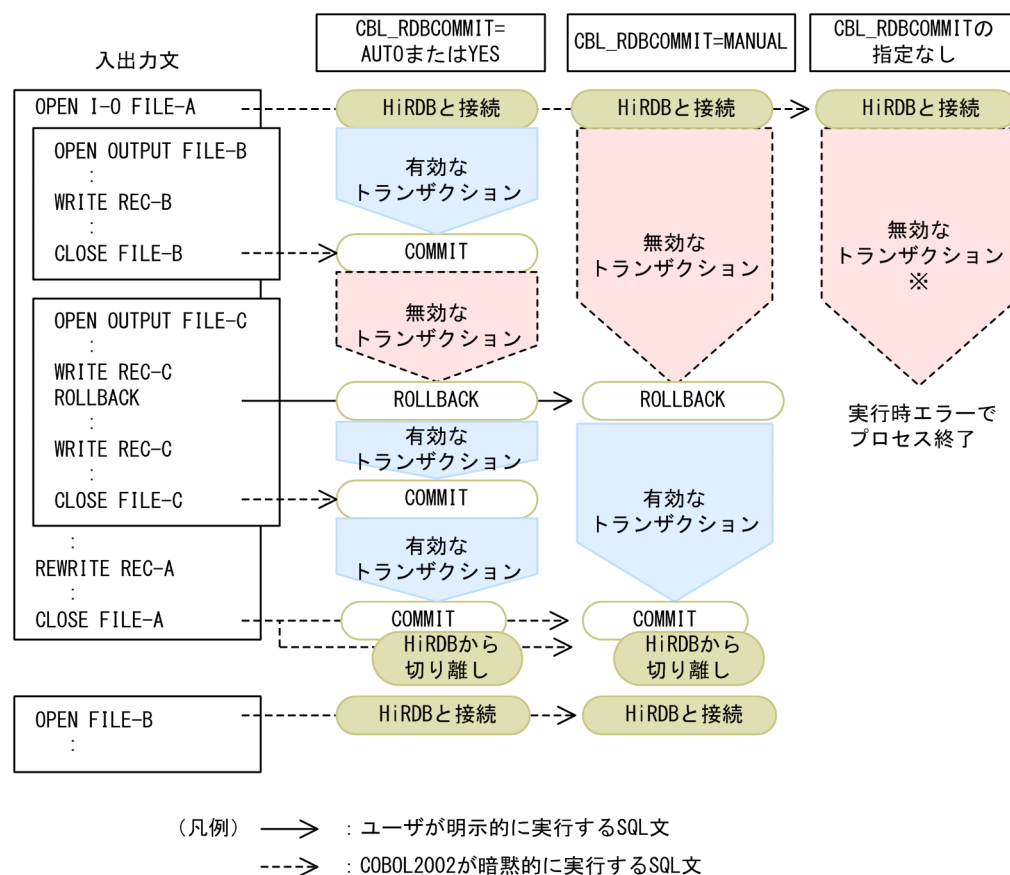 CBL_RDBCOMMIT=
AUTOまたはYES
CBL_RDBCOMMIT=MANUAL
CBL_RDBCOMMITの
指定なし
入出力文
OPEN I-O FILE-A
HiRDBと接続
HiRDBと接続
HiRDBと接続
OPEN OUTPUT FILE-B
:
WRITE REC-B
:
CLOSE FILE-B
有効な
トランザクション
COMMIT
無効な
トランザクション
無効な
トランザクション
無効な
トランザクション
※
OPEN OUTPUT FILE-C
:
WRITE REC-C
ROLLBACK
:
WRITE REC-C
:
CLOSE FILE-C
ROLLBACK
ROLLBACK
実行時エラーで
プロセス終了
有効な
トランザクション
COMMIT
有効な
トランザクション
有効な
トランザクション
:
REWRITE REC-A
:
CLOSE FILE-A
COMMIT
COMMIT
HiRDBから
切り離し
HiRDBから
切り離し
OPEN FILE-B
:
HiRDBと接続
HiRDBと接続
(凡例)
:ユーザが明示的に実行するSQL文
:COBOL2002が暗黙的に実行するSQL文